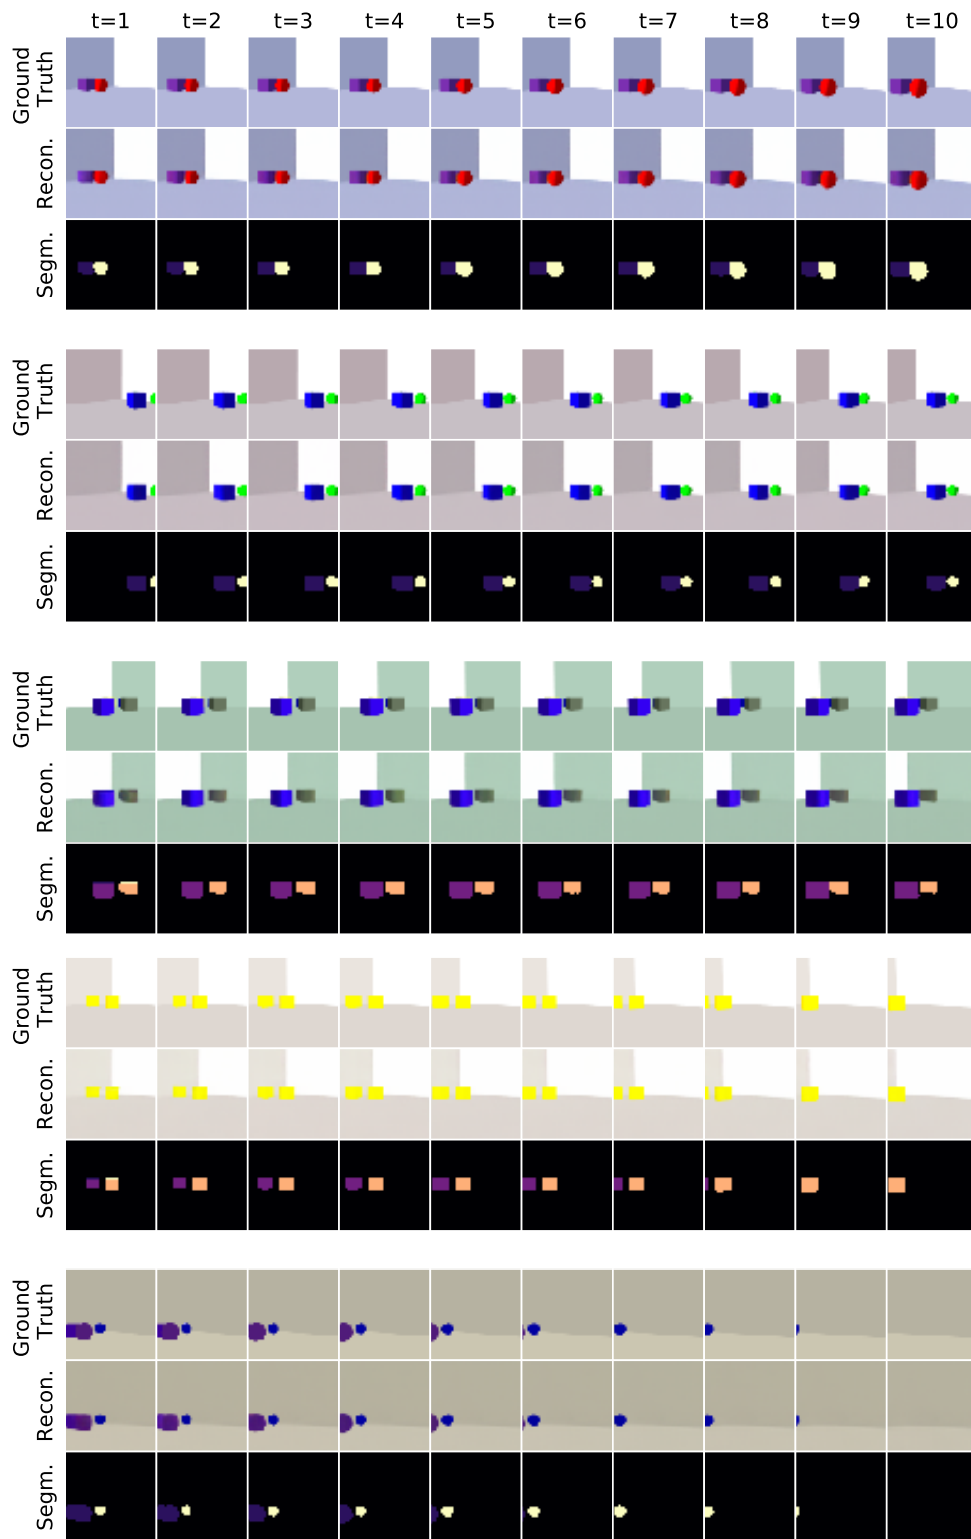 t=1 t=2 t=3 t=4 t=5 t=6 t=7 t=8 t=9 t=10
Ground
Truth
Recon.
Segm.
Ground
Truth
Recon.
Segm.
Ground
Truth
Recon.
Segm.
Ground
Truth
Recon.
Segm.
Ground
Truth
Recon.
Segm.